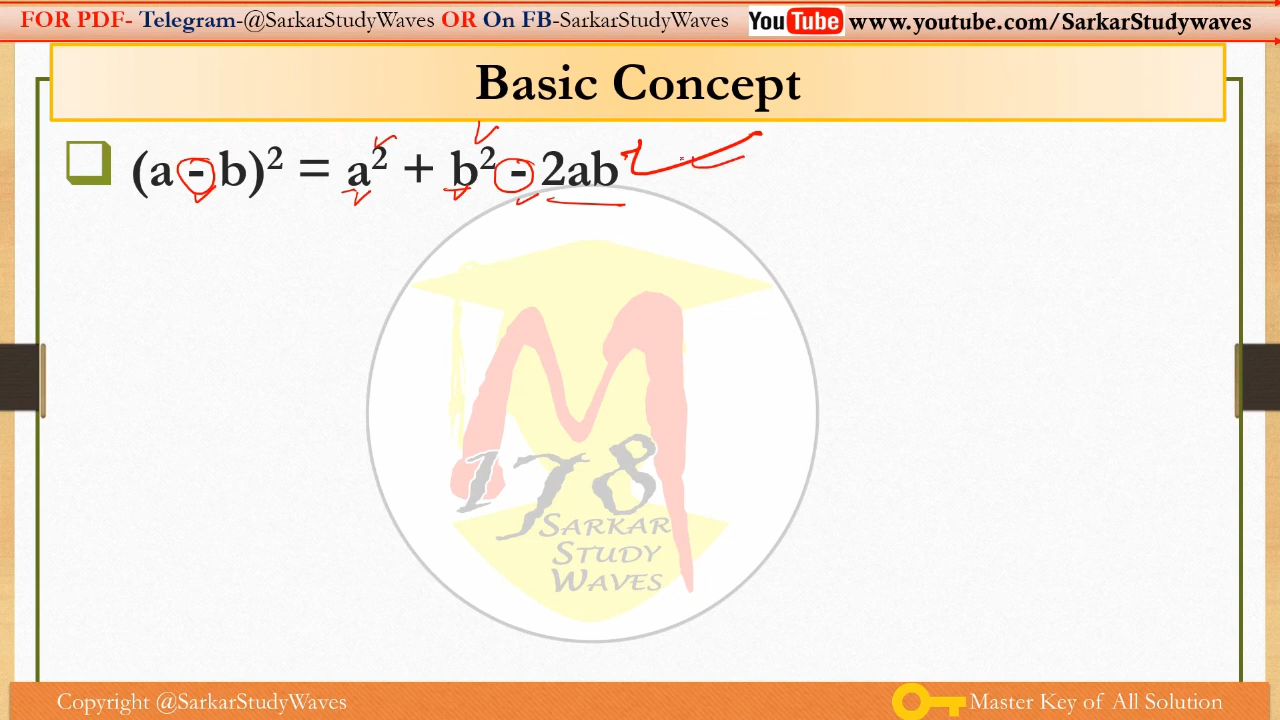 FOR PDF- Telegram-@SarkarStudyWaves OR On FB-SarkarStudyWaves YouTube www.youtube.com/SarkarStudywaves
Basic Concept
❑ (a - b)² = a² + b² - 2ab
178
SARKAR
STUDY
WAVES
Copyright @SarkarStudyWaves Master Key of All Solution